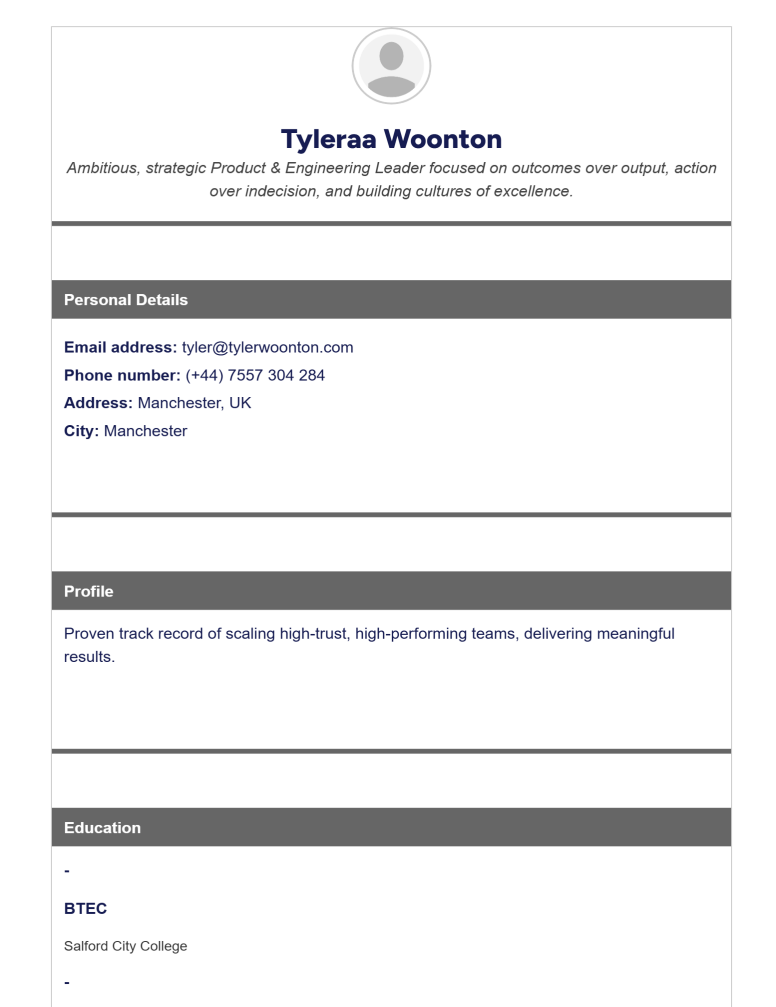 Tyleraa Woonton
Ambitious, strategic Product & Engineering Leader focused on outcomes over output, action
over indecision, and building cultures of excellence.
Personal Details
Email address: tyler@tylerwoonton.com
Phone number: (+44) 7557 304 284
Address: Manchester, UK
City: Manchester
Profile
Proven track record of scaling high-trust, high-performing teams, delivering meaningful
results.
Education
-
BTEC
Salford City College
-